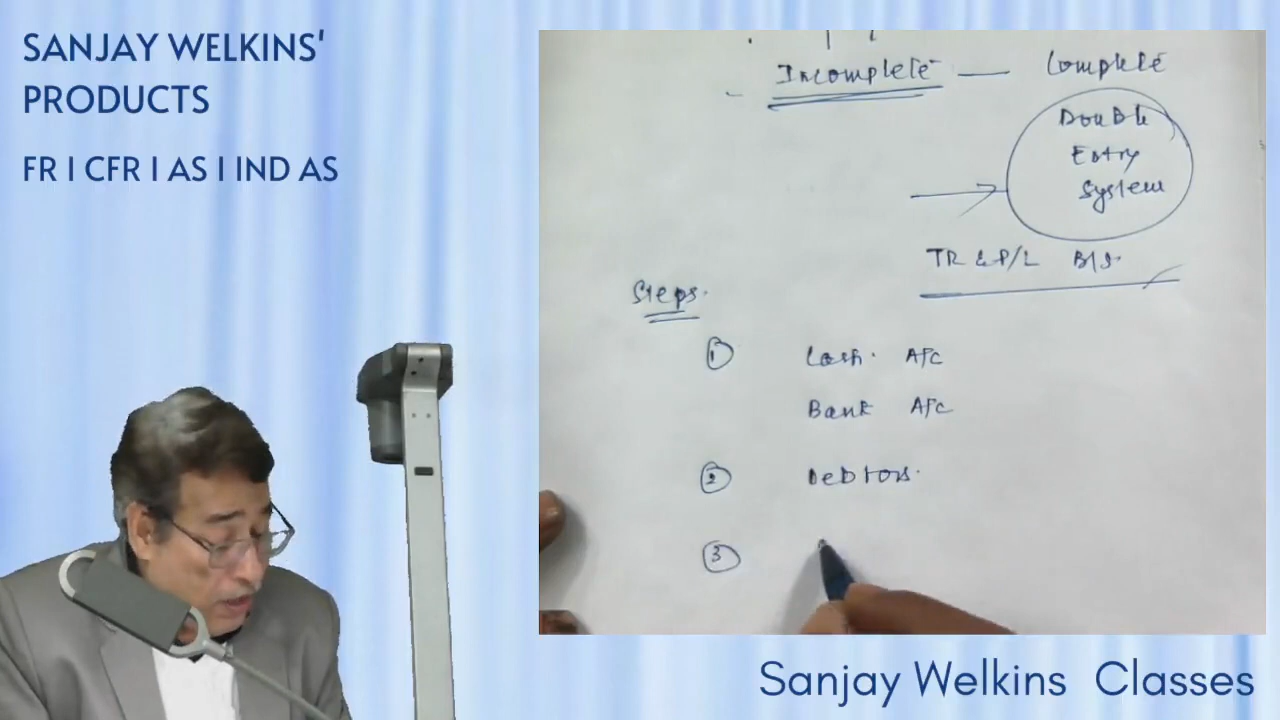 SANJAY WELKINS'
PRODUCTS
FR I CFR I AS I IND AS
Incomplete — Complete
Double
Entry
System
TR & P/L B/S.
Steps.
① Cash. A/c
Bank A/c
② Debtors.
③
Sanjay Welkins Classes